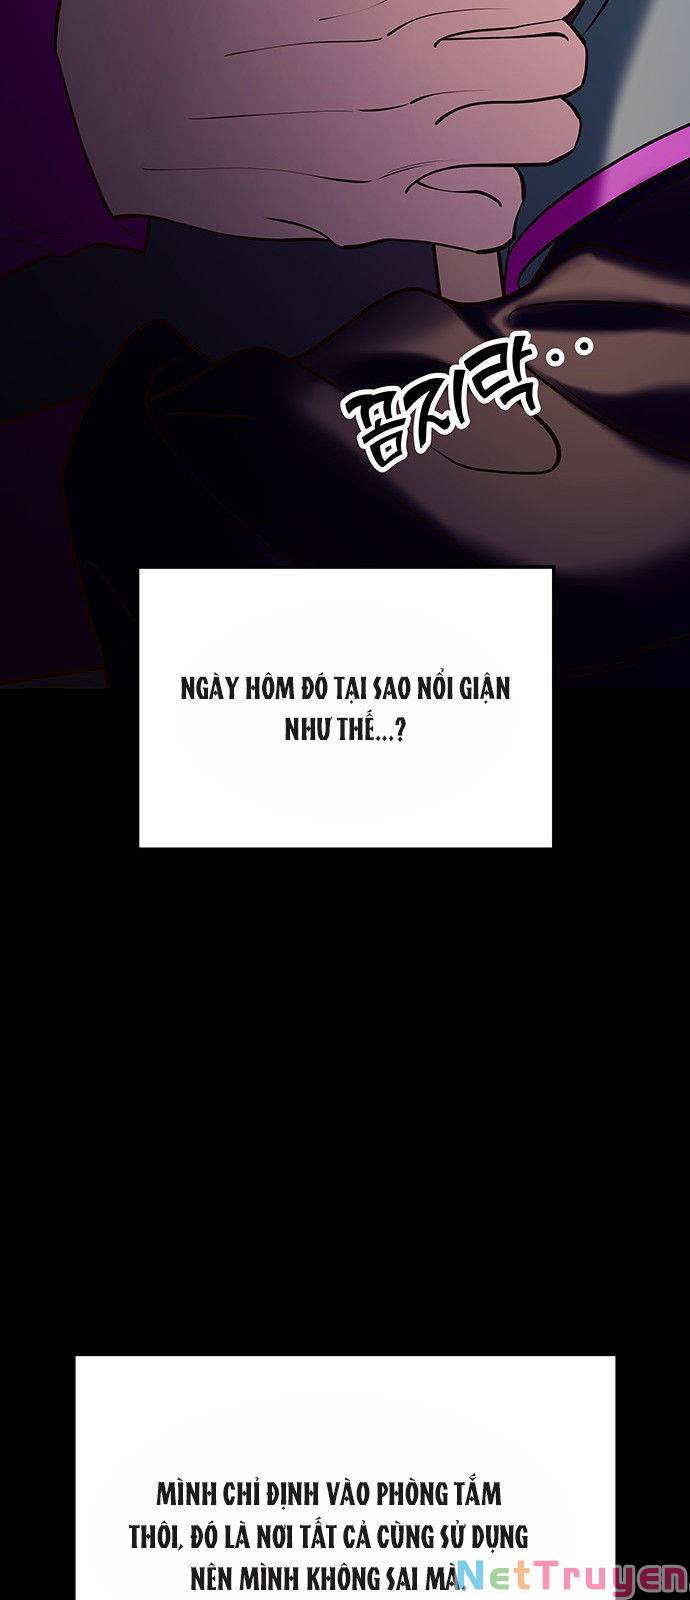 꼼지락..
NGÀY HÔM ĐÓ TẠI SAO NỔI GIẬN
NHƯ THẾ...?
MÌNH CHỈ ĐỊNH VÀO PHÒNG TẮM
THÔI, ĐÓ LÀ NƠI TẤT CẢ CÙNG SỬ DỤNG
NÊN MÌNH KHÔNG SAI MÀ.
NetTruyen